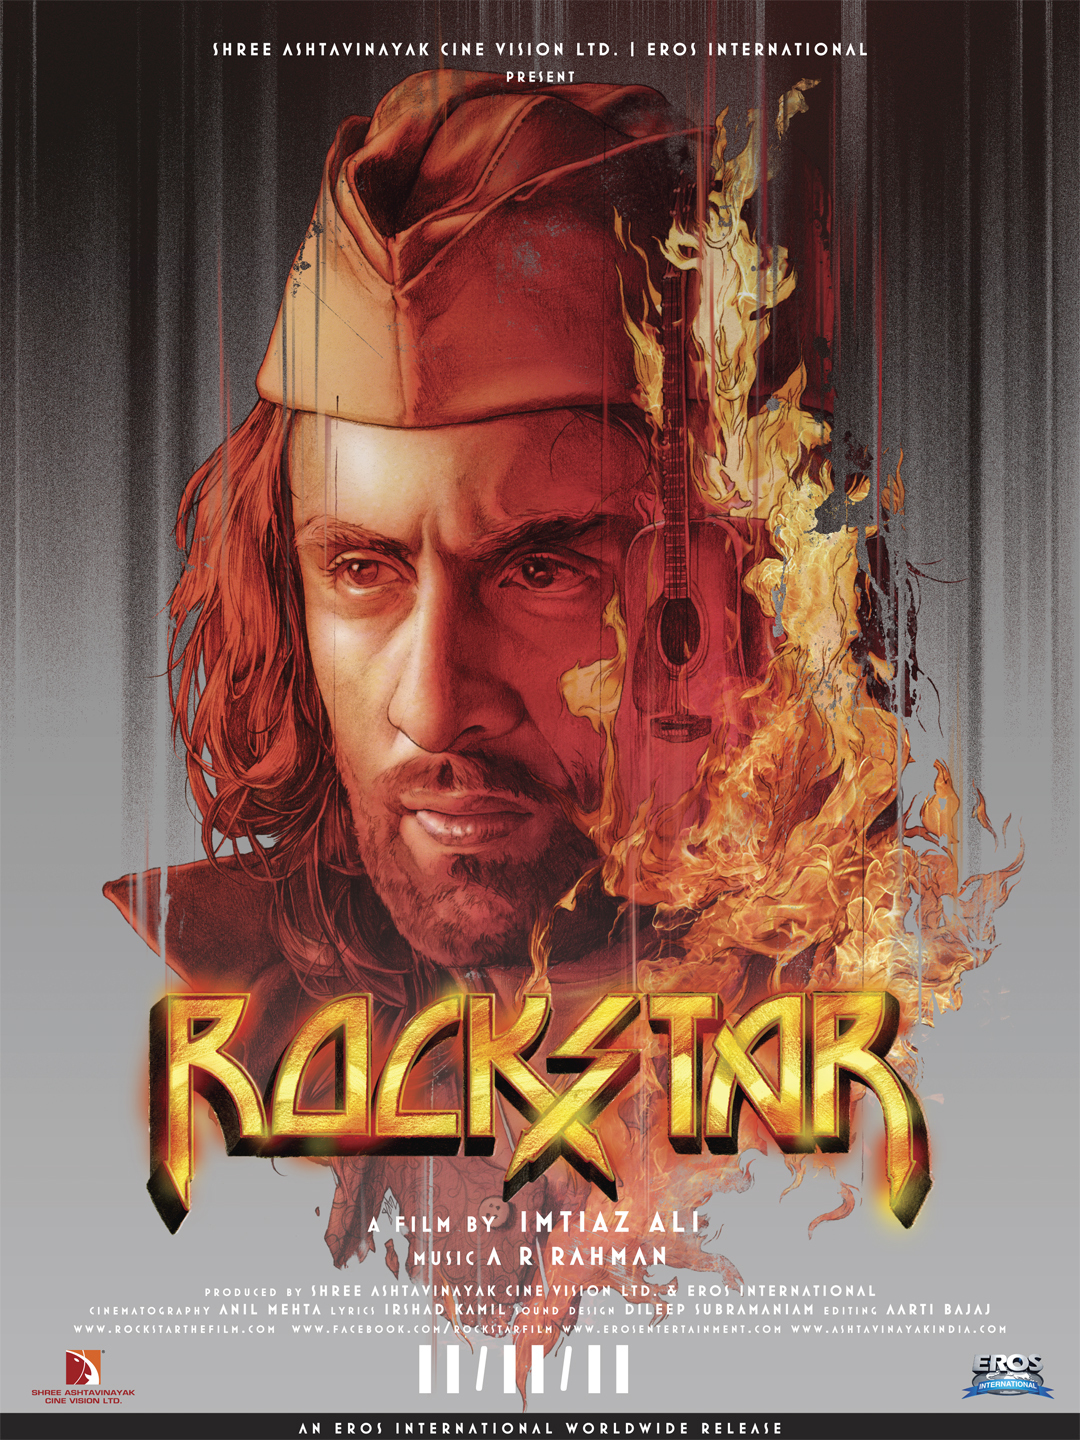 SHREE ASHTAVINAYAK CINE VISION LTD. | EROS INTERNATIONAL
PRESENT
ROCKSTAR
A FILM BY IMTIAZ ALI
MUSIC A R RAHMAN
PRODUCED BY SHREE ASHTAVINAYAK CINE VISION LTD. & EROS INTERNATIONAL
CINEMATOGRAPHY ANIL MEHTA LYRICS IRSHAD KAMIL SOUND DESIGN DILEEP SUBRAMANIAM EDITING AARTI BAJAJ
WWW.ROCKSTARTHEFILM.COM WWW.FACEBOOK.COM/ROCKSTARFILM WWW.EROSENTERTAINMENT.COM WWW.ASHTAVINAYAKINDIA.COM
11/11/11
SHREE ASHTAVINAYAK
CINE VISION LTD.
EROS
INTERNATIONAL
AN EROS INTERNATIONAL WORLDWIDE RELEASE